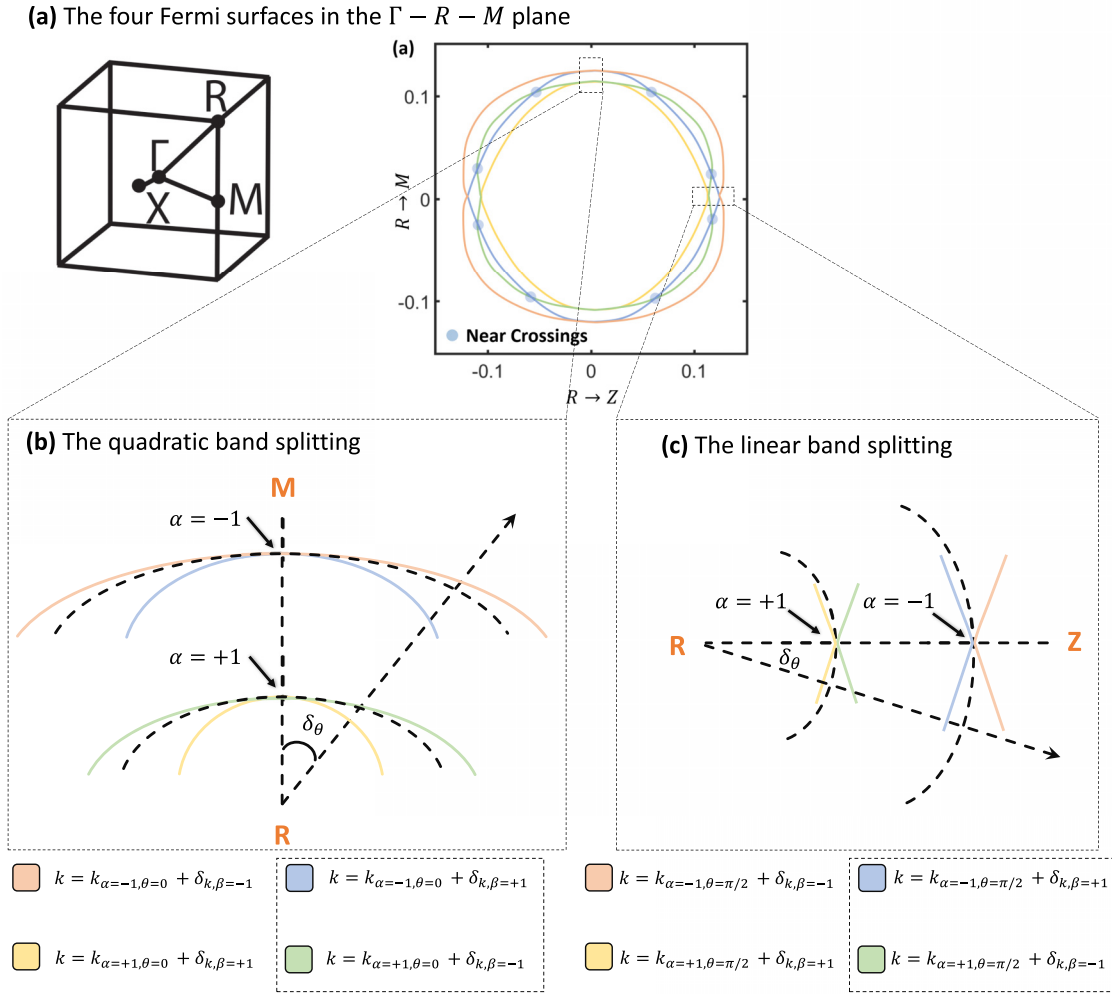 (a) The four Fermi surfaces in the Γ − R − M plane
(a)
R
Γ
M
X
0.1
0
-0.1
R → M
Near Crossings
-0.1
0
0.1
R → Z
(b) The quadratic band splitting
M
α = −1
α = +1
δθ
R
(c) The linear band splitting
α = +1
α = −1
R
Z
δθ
k = kα=−1,θ=0 + δk,β=−1
k = kα=−1,θ=0 + δk,β=+1
k = kα=−1,θ=π/2 + δk,β=−1
k = kα=−1,θ=π/2 + δk,β=+1
k = kα=+1,θ=0 + δk,β=+1
k = kα=+1,θ=0 + δk,β=−1
k = kα=+1,θ=π/2 + δk,β=+1
k = kα=+1,θ=π/2 + δk,β=−1